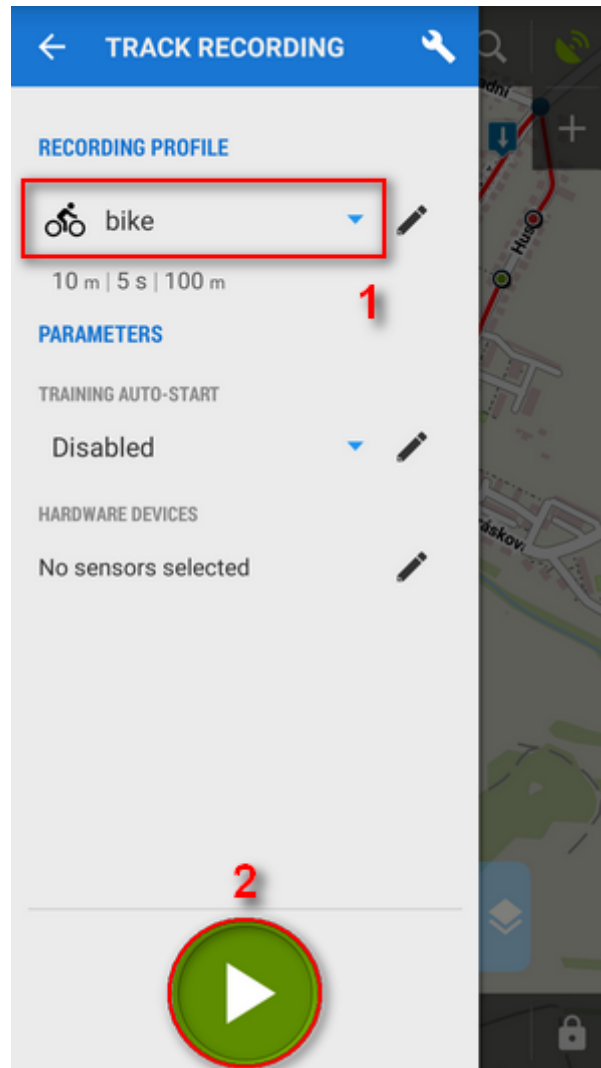 TRACK RECORDING
RECORDING PROFILE
bike
10 m | 5 s | 100 m
1
PARAMETERS
TRAINING AUTO-START
Disabled
HARDWARE DEVICES
No sensors selected
2
Hus